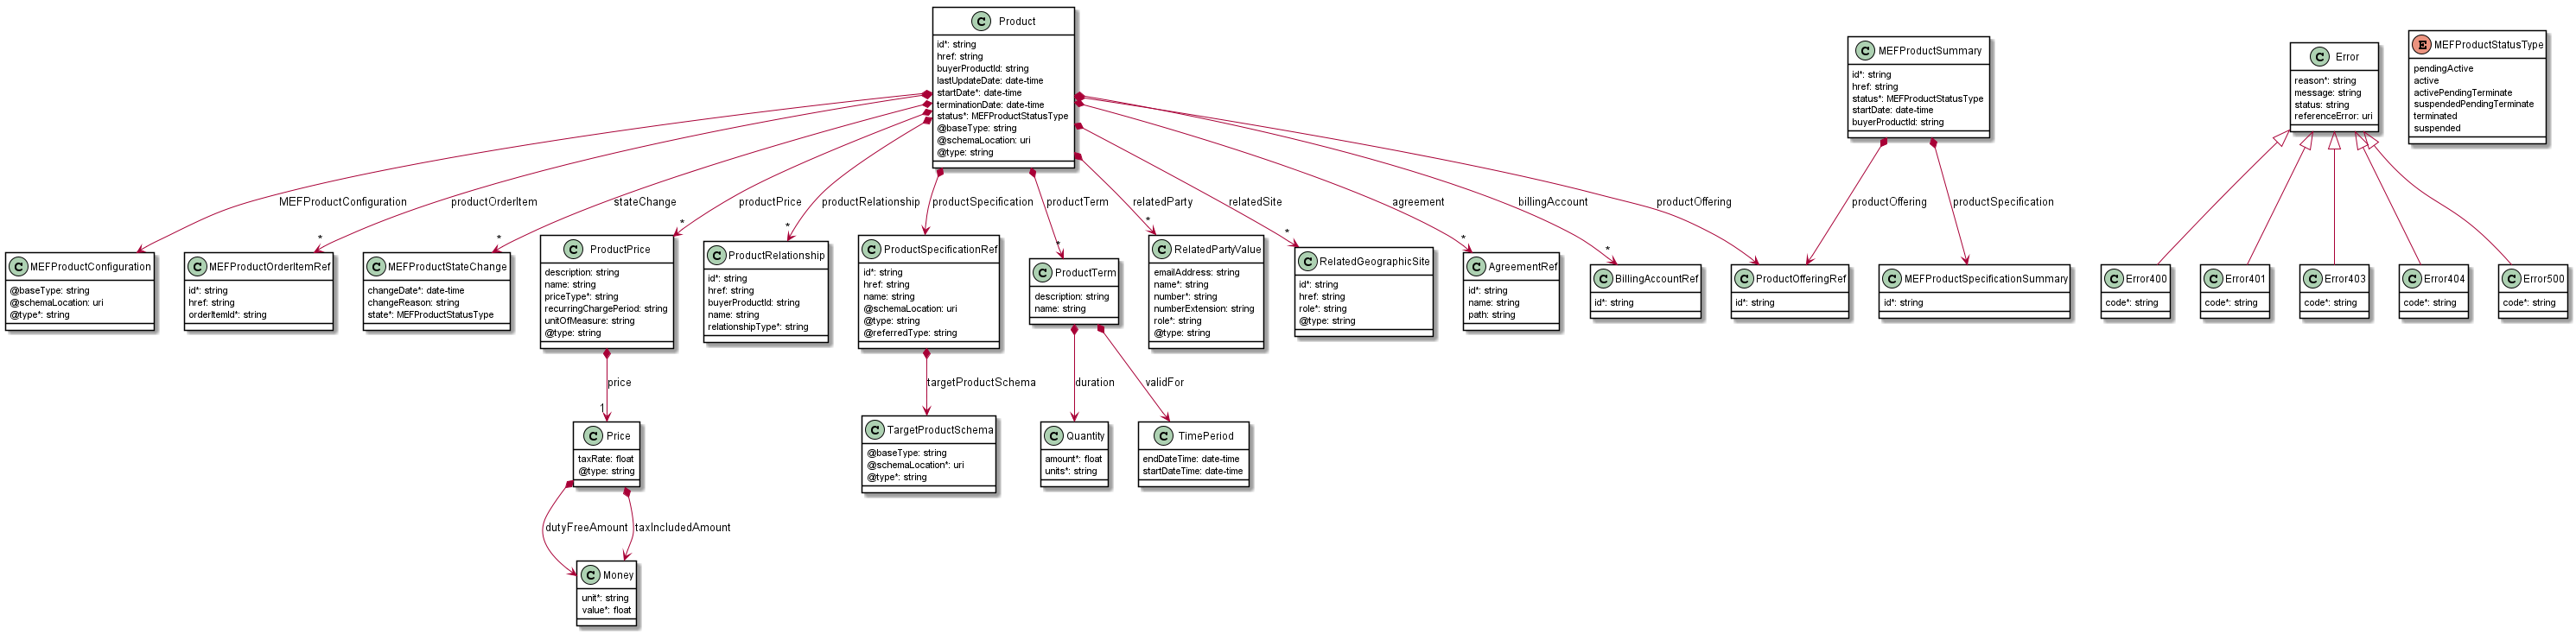 C Product
id*: string
href: string
buyerProductId: string
lastUpdateDate: date-time
startDate*: date-time
terminationDate: date-time
status*: MEFProductStatusType
@baseType: string
@schemaLocation: uri
@type: string
C MEFProductSummary
id*: string
href: string
status*: MEFProductStatusType
startDate: date-time
buyerProductId: string
C Error
reason*: string
message: string
status: string
referenceError: uri
E MEFProductStatusType
pendingActive
active
activePendingTerminate
suspendedPendingTerminate
terminated
suspended
MEFProductConfiguration
productOrderItem
*
stateChange
*
productPrice
*
productRelationship
*
productSpecification
productTerm
*
relatedParty
*
relatedSite
*
agreement
*
billingAccount
*
productOffering
productOffering
productSpecification
C MEFProductConfiguration
@baseType: string
@schemaLocation: uri
@type*: string
C MEFProductOrderItemRef
id*: string
href: string
orderItemId*: string
C MEFProductStateChange
changeDate*: date-time
changeReason: string
state*: MEFProductStatusType
C ProductPrice
description: string
name: string
priceType*: string
recurringChargePeriod: string
unitOfMeasure: string
@type: string
C ProductRelationship
id*: string
href: string
buyerProductId: string
name: string
relationshipType*: string
C ProductSpecificationRef
id*: string
href: string
name: string
@schemaLocation: uri
@type: string
@referredType: string
C ProductTerm
description: string
name: string
C RelatedPartyValue
emailAddress: string
name*: string
number*: string
numberExtension: string
role*: string
@type: string
C RelatedGeographicSite
id*: string
href: string
role*: string
@type: string
C AgreementRef
id*: string
name: string
path: string
C BillingAccountRef
id*: string
C ProductOfferingRef
id*: string
C MEFProductSpecificationSummary
id*: string
C Error400
code*: string
C Error401
code*: string
C Error403
code*: string
C Error404
code*: string
C Error500
code*: string
price
1
targetProductSchema
duration
validFor
C Price
taxRate: float
@type: string
C TargetProductSchema
@baseType: string
@schemaLocation*: uri
@type*: string
C Quantity
amount*: float
units*: string
C TimePeriod
endDateTime: date-time
startDateTime: date-time
dutyFreeAmount
taxIncludedAmount
C Money
unit*: string
value*: float